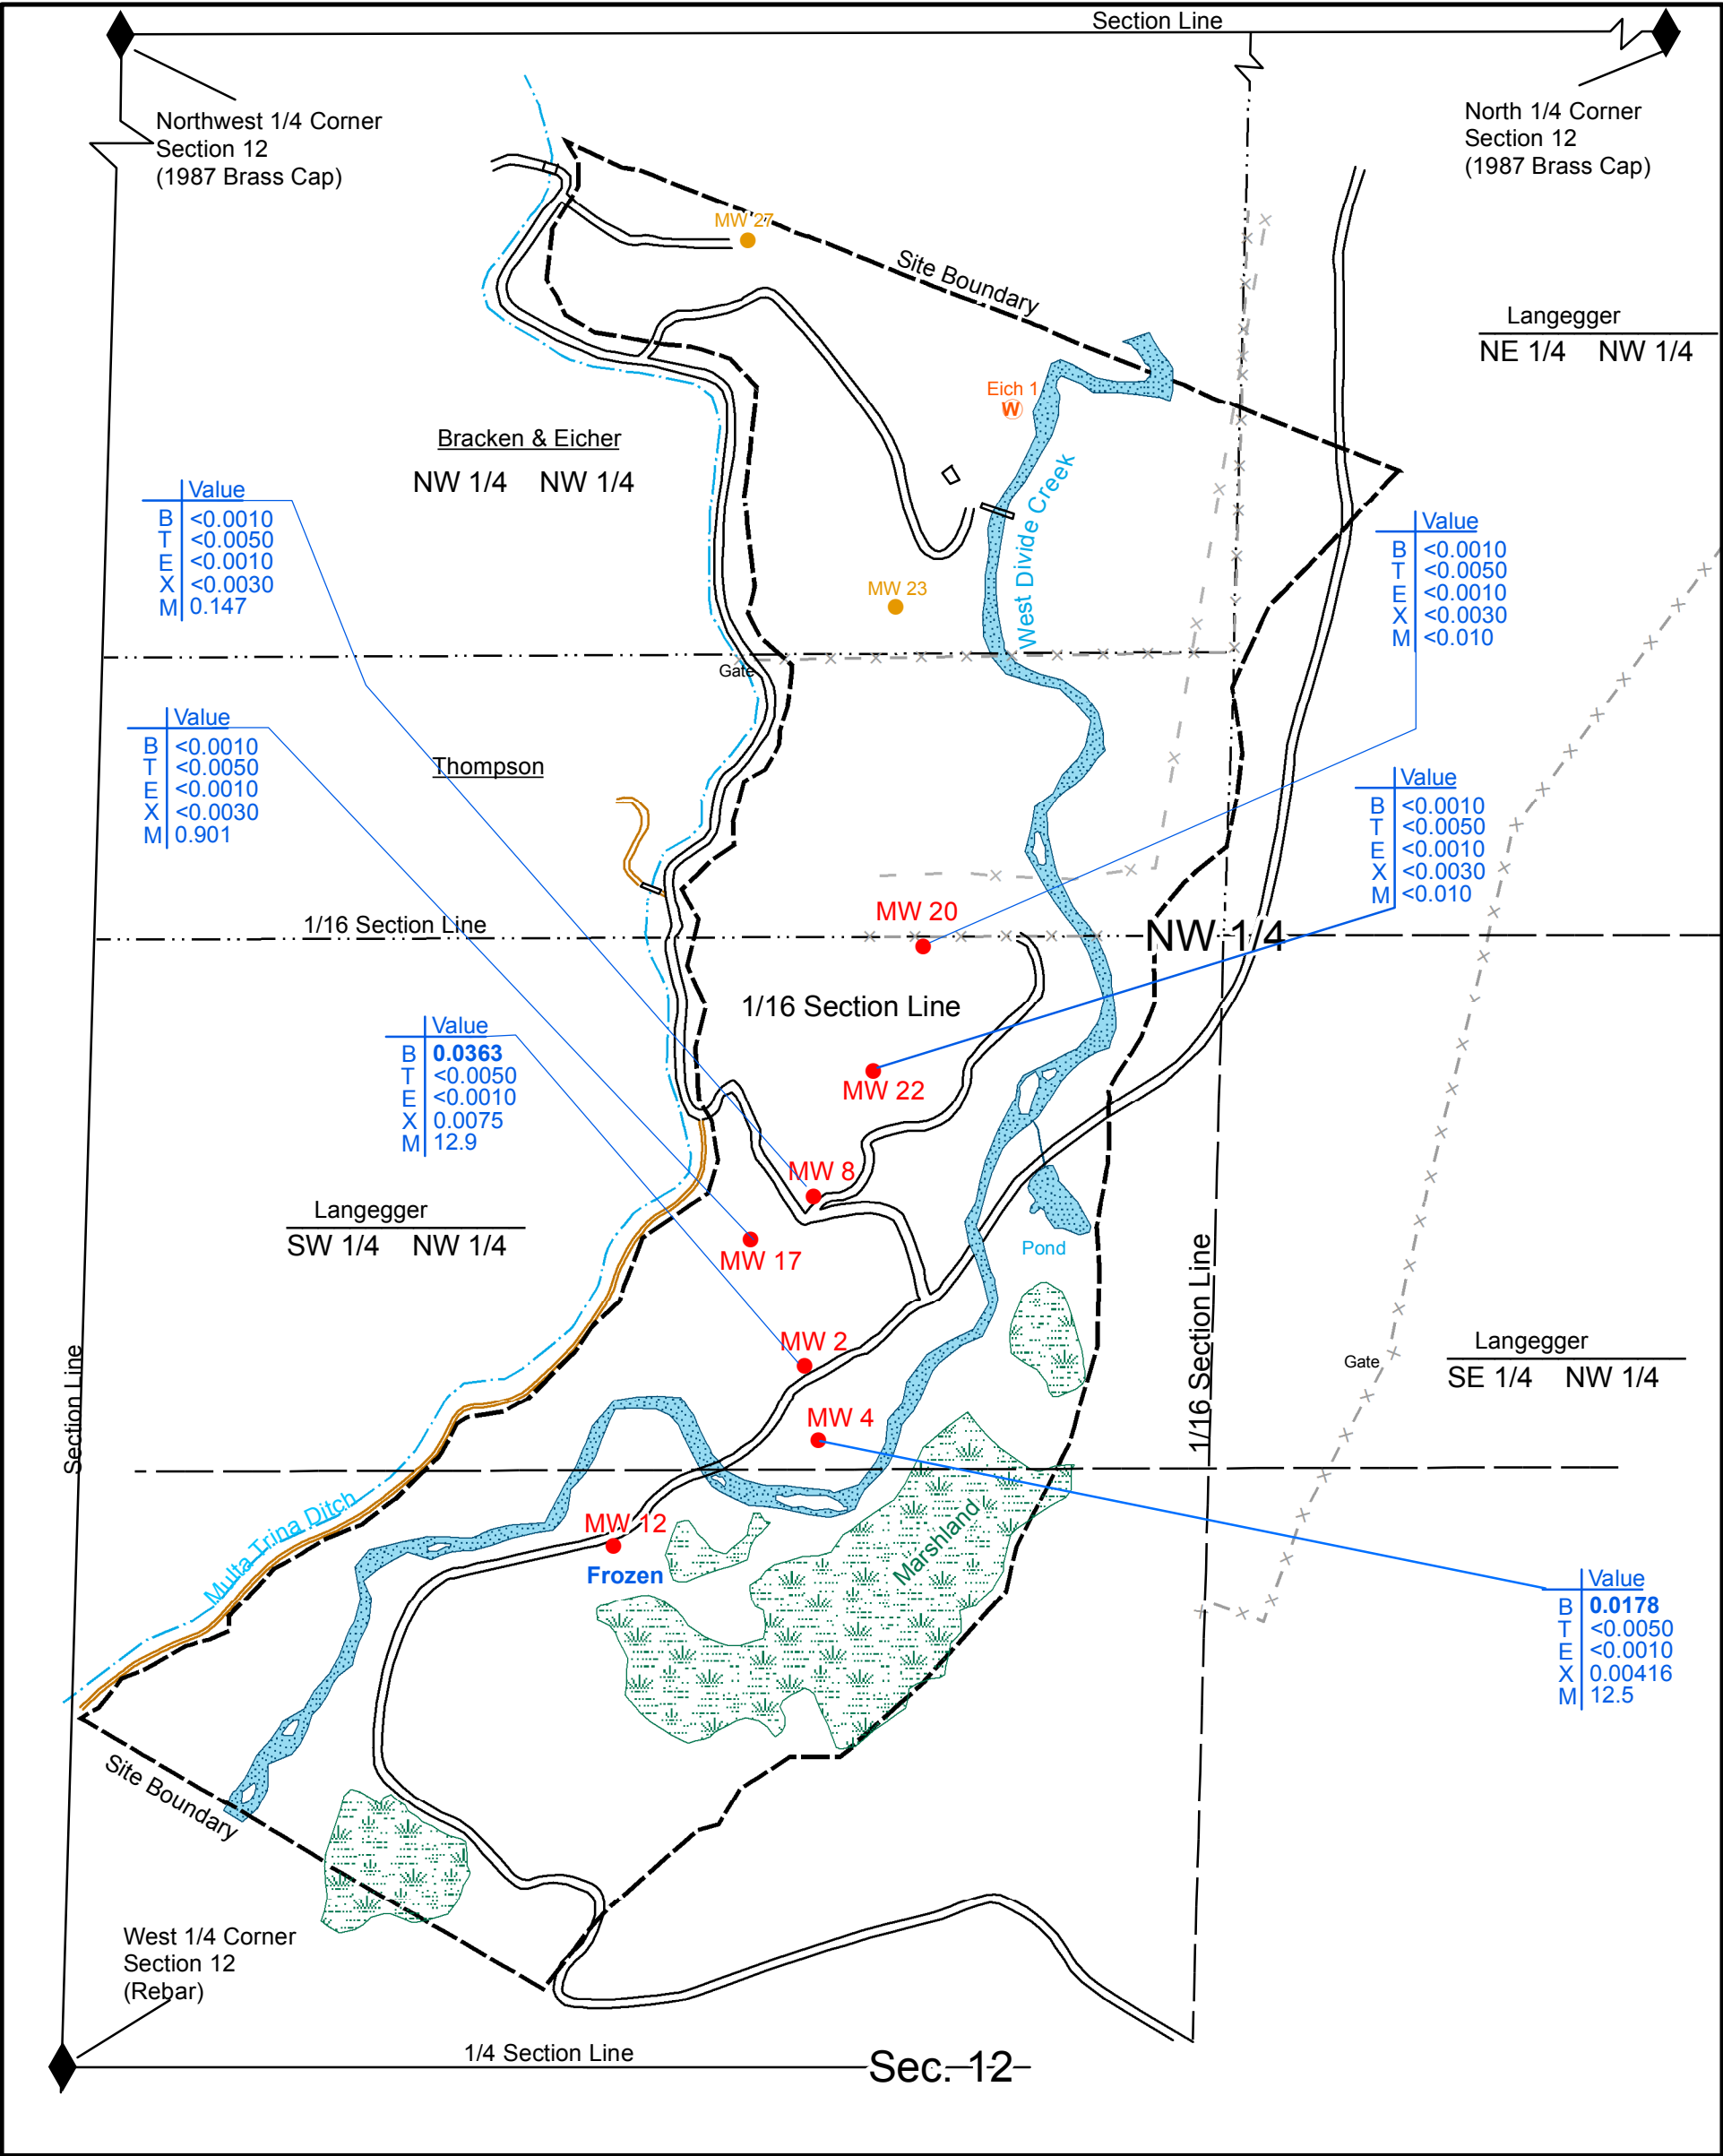 Section Line
Northwest 1/4 Corner
Section 12
(1987 Brass Cap)
North 1/4 Corner
Section 12
(1987 Brass Cap)
MW 27
Site Boundary
Langegger
NE 1/4 NW 1/4
Eich 1
W
Bracken & Eicher
NW 1/4 NW 1/4
West Divide Creek
Value
B <0.0010
T <0.0050
E <0.0010
X <0.0030
M 0.147
Value
B <0.0010
T <0.0050
E <0.0010
X <0.0030
M <0.010
MW 23
Gate
Value
B <0.0010
T <0.0050
E <0.0010
X <0.0030
M 0.901
Thompson
Value
B <0.0010
T <0.0050
E <0.0010
X <0.0030
M <0.010
1/16 Section Line
MW 20
NW 1/4
1/16 Section Line
Value
B 0.0363
T <0.0050
E <0.0010
X 0.0075
M 12.9
MW 22
MW 8
Langegger
SW 1/4 NW 1/4
MW 17
Pond
1/16 Section Line
MW 2
Gate
Langegger
SE 1/4 NW 1/4
Section Line
MW 4
Multa Trina Ditch
MW 12
Frozen
Marshland
Value
B 0.0178
T <0.0050
E <0.0010
X 0.00416
M 12.5
Site Boundary
West 1/4 Corner
Section 12
(Rebar)
1/4 Section Line
Sec. 12